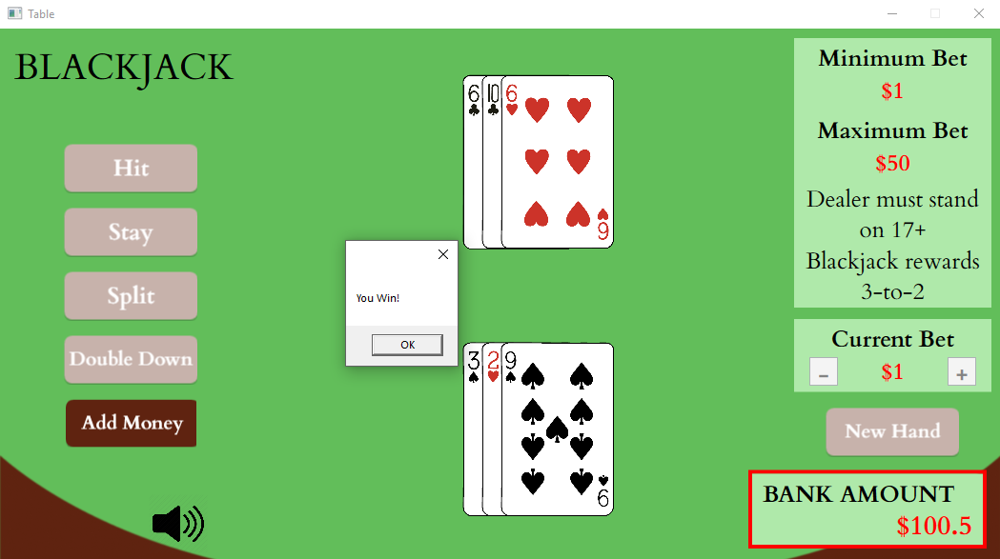 Table
BLACKJACK
Hit
Stay
Split
Double Down
Add Money
6 10 6
6
You Win!
OK
3 2 9
9
Minimum Bet
$1
Maximum Bet
$50
Dealer must stand
on 17+
Blackjack rewards
3-to-2
Current Bet
- $1 +
New Hand
BANK AMOUNT
$100.5